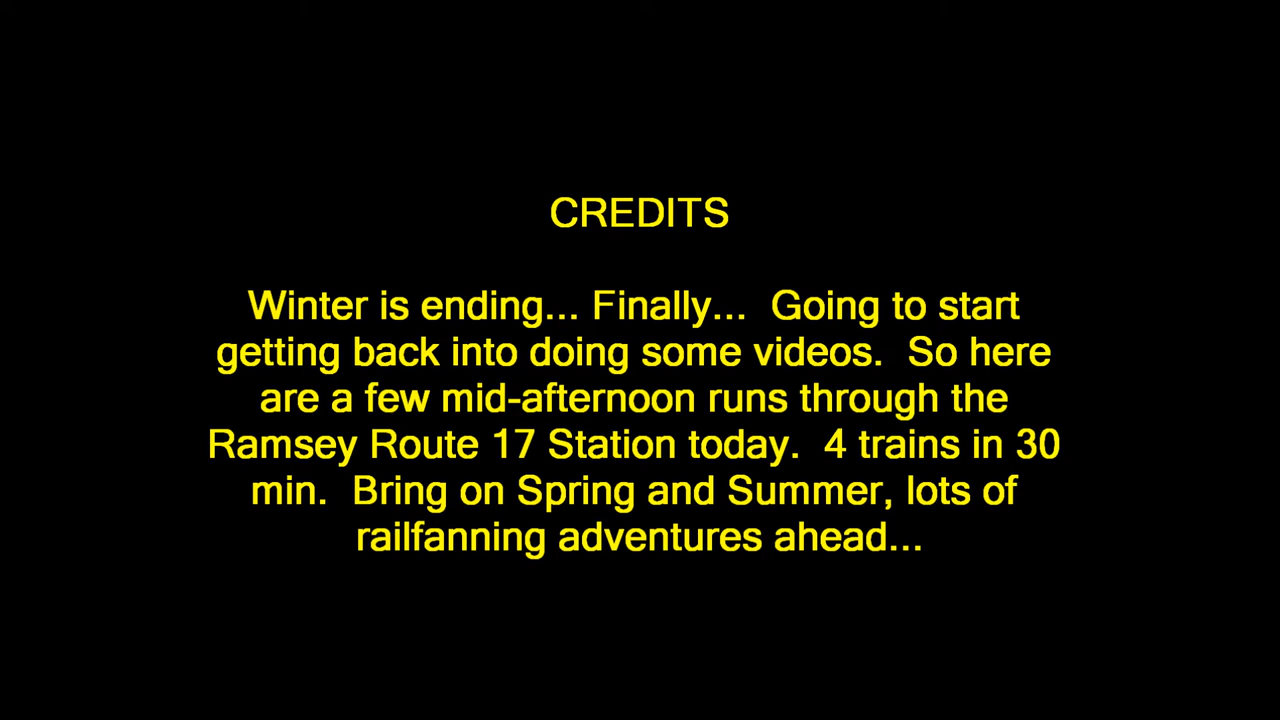 CREDITS
Winter is ending... Finally...  Going to start
getting back into doing some videos.  So here
are a few mid-afternoon runs through the
Ramsey Route 17 Station today.  4 trains in 30
min.  Bring on Spring and Summer, lots of
railfanning adventures ahead...